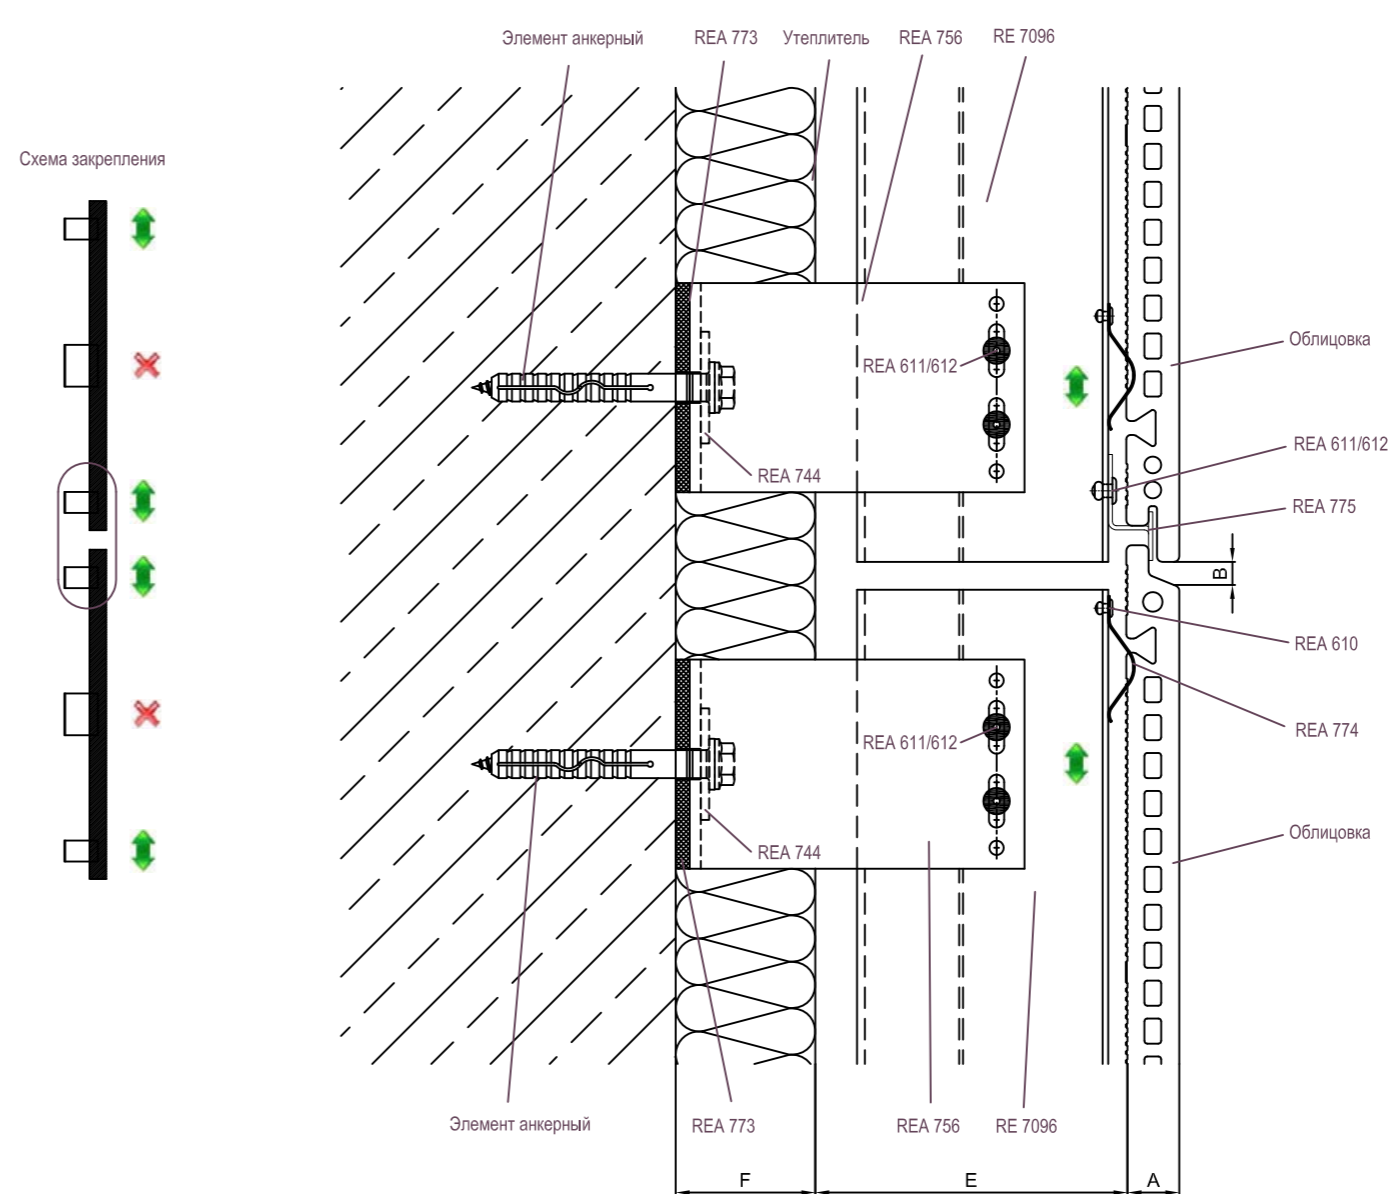 Элемент анкерный
REA 773
Утеплитель
REA 756
RE 7096
Схема закрепления
Облицовка
REA 611/612
REA 611/612
REA 744
REA 775
B
REA 610
REA 774
REA 611/612
Облицовка
REA 744
Элемент анкерный
REA 773
REA 756
RE 7096
F
E
A